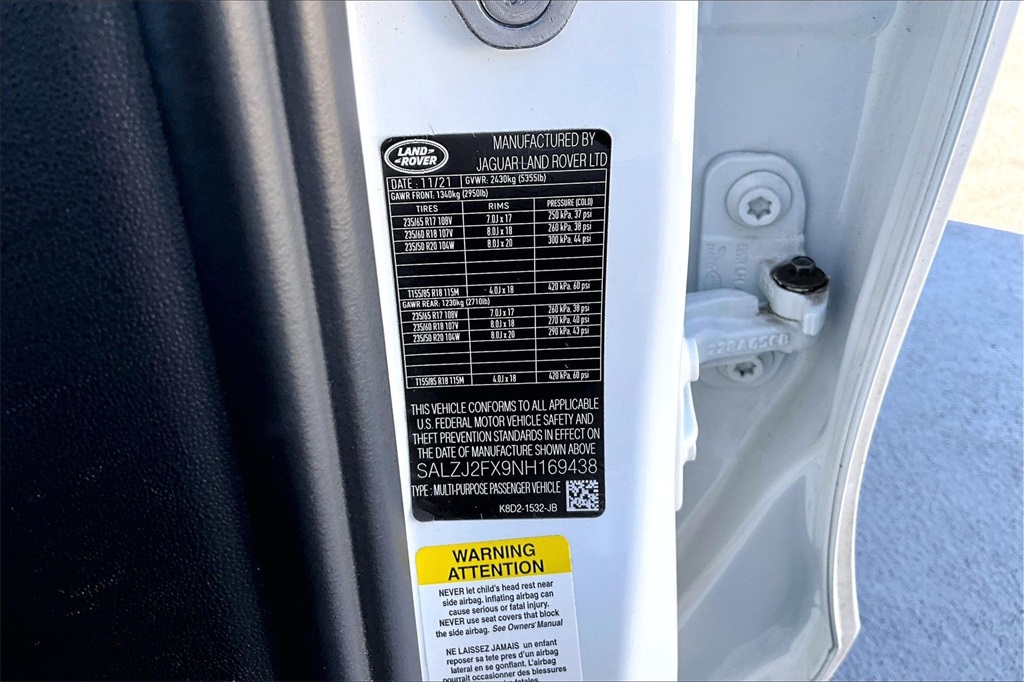 LAND
ROVER
MANUFACTURED BY
JAGUAR LAND ROVER LTD
DATE : 11/21 GVWR: 2430kg (5355lb)
GAWR FRONT: 1340kg (2950lb)
TIRES RIMS PRESSURE (COLD)
235/65 R17 108V 7.0J x 17 250 kPa, 37 psi
235/60 R18 107V 8.0J x 18 260 kPa, 38 psi
235/50 R20 104W 8.0J x 20 300 kPa, 44 psi
T155/85 R18 115M 4.0J x 18 420 kPa, 60 psi
GAWR REAR: 1230kg (2710lb)
235/65 R17 108V 7.0J x 17 260 kPa, 38 psi
235/60 R18 107V 8.0J x 18 270 kPa, 40 psi
235/50 R20 104W 8.0J x 20 290 kPa, 43 psi
T155/85 R18 115M 4.0J x 18 420 kPa, 60 psi
THIS VEHICLE CONFORMS TO ALL APPLICABLE
U.S. FEDERAL MOTOR VEHICLE SAFETY AND
THEFT PREVENTION STANDARDS IN EFFECT ON
THE DATE OF MANUFACTURE SHOWN ABOVE
SALZJ2FX9NH169438
TYPE : MULTI-PURPOSE PASSENGER VEHICLE
K8D2-1532-JB
WARNING
ATTENTION
NEVER let child's head rest near
side airbag. inflating airbag can
cause serious or fatal injury.
NEVER use seat covers that block
the side airbag. See Owners' Manual
NE LAISSEZ JAMAIS un enfant
reposer sa tete pres d'un airbag
lateral en se gonflant. L'airbag
pourrait occasionner des blessures